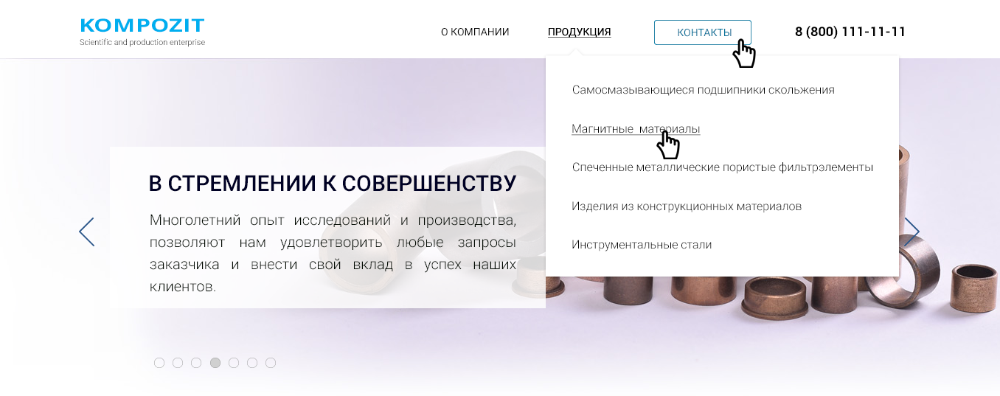 KOMPOZIT
Scientific and production enterprise
О КОМПАНИИ
ПРОДУКЦИЯ
КОНТАКТЫ
8 (800) 111-11-11
Самосмазывающиеся подшипники скольжения
Магнитные материалы
Спеченные металлические пористые фильтрэлементы
Изделия из конструкционных материалов
Инструментальные стали
В СТРЕМЛЕНИИ К СОВЕРШЕНСТВУ
Многолетний опыт исследований и производства,
позволяют нам удовлетворить любые запросы
заказчика и внести свой вклад в успех наших
клиентов.